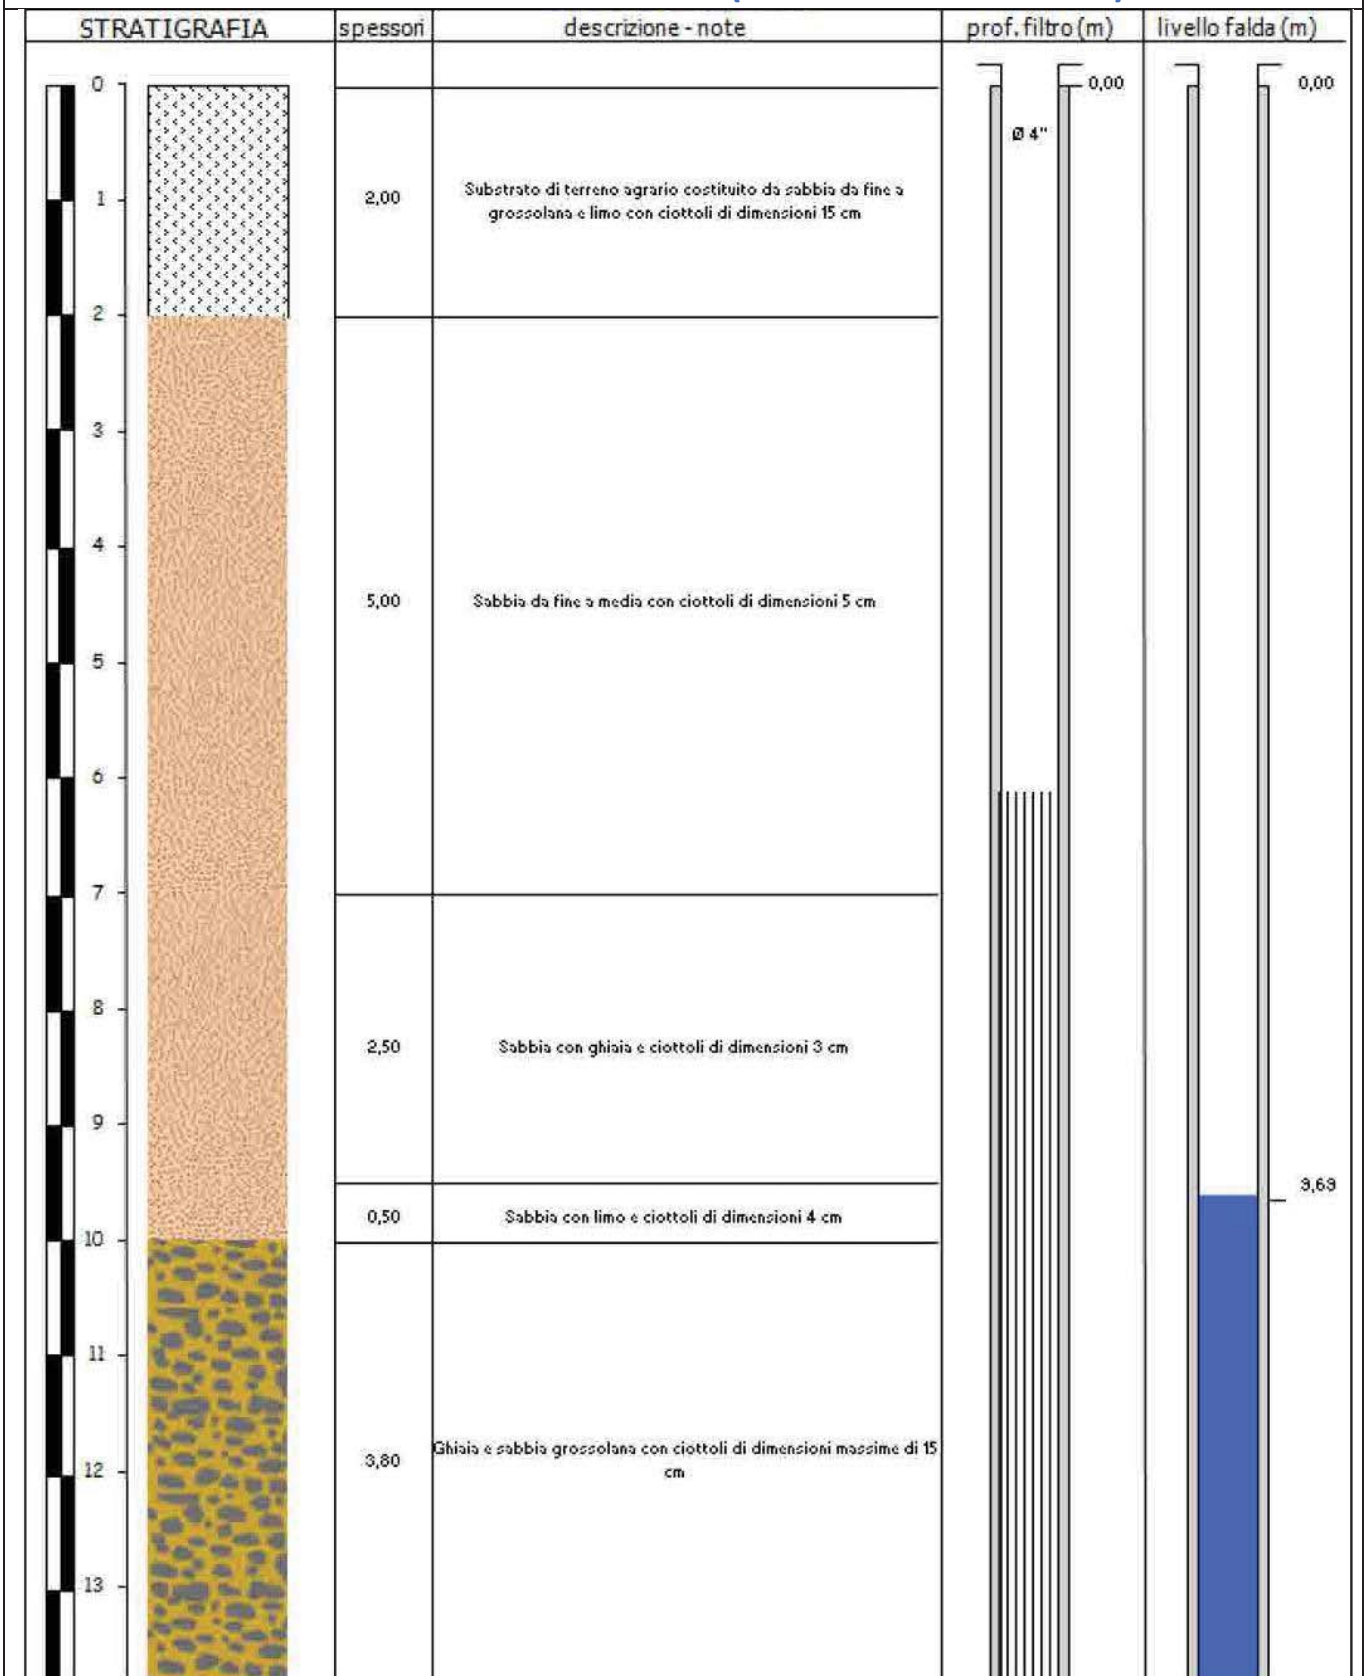 STRATIGRAFIA spessori descrizione - note prof. filtro (m) livello falda (m)
0 0,00 0,00
Ø 4"
1 2,00 Substrato di terreno agrario costituito da sabbia da fine a
grossolana e limo con ciottoli di dimensioni 15 cm
2
3
4
5,00 Sabbia da fine a media con ciottoli di dimensioni 5 cm
5
6
7
8
2,50 Sabbia con ghiaia e ciottoli di dimensioni 3 cm
9
9,69
0,50 Sabbia con limo e ciottoli di dimensioni 4 cm
10
11
3,80 Ghiaia e sabbia grossolana con ciottoli di dimensioni massime di 15
cm
12
13